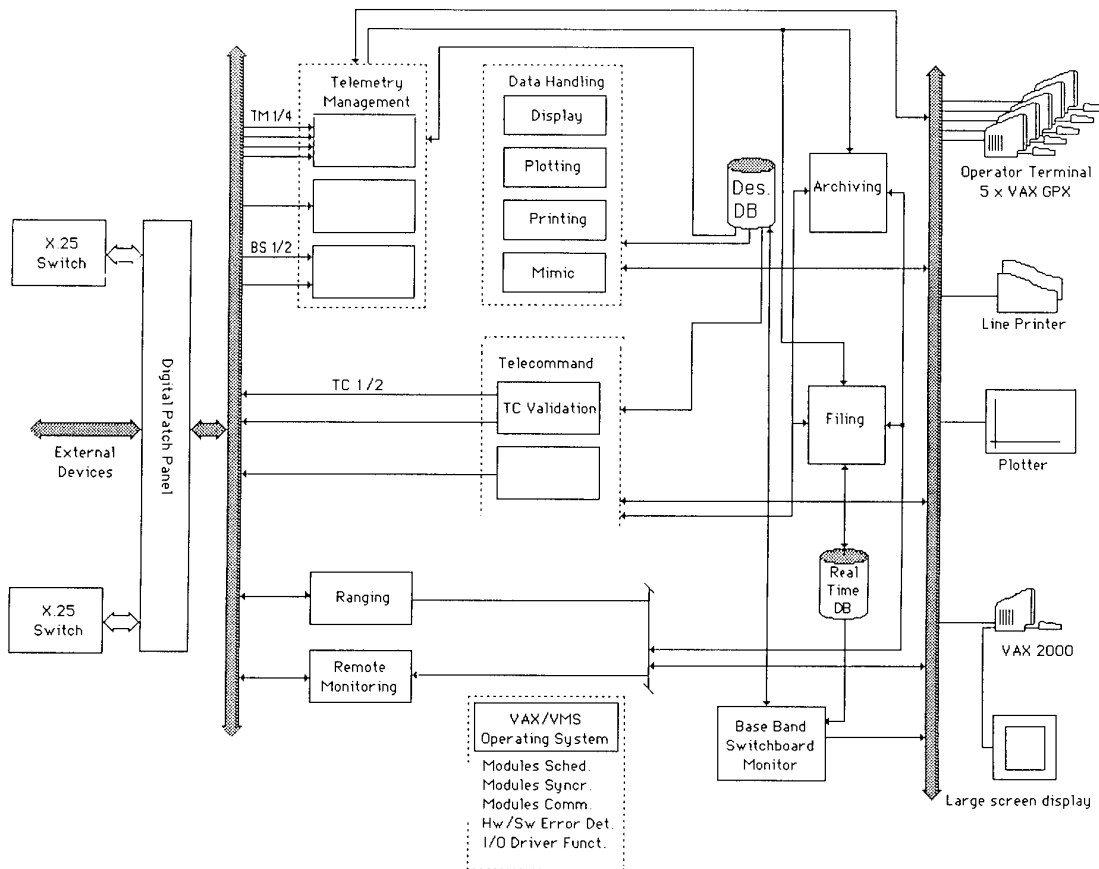 Telemetry
Management
TM 1/4
BS 1/2
Data Handling
Display
Plotting
Printing
Mimic
Des.
DB
Archiving
Operator Terminal
5 x VAX GPX
X.25
Switch
Digital Patch Panel
External
Devices
X.25
Switch
Telecommand
TC 1/2
TC Validation
Filing
Real
Time
DB
Line Printer
Plotter
Ranging
Remote
Monitoring
VAX/VMS
Operating System
Modules Sched.
Modules Syncr.
Modules Comm.
Hw/Sw Error Det.
I/O Driver Funct.
Base Band
Switchboard
Monitor
VAX 2000
Large screen display